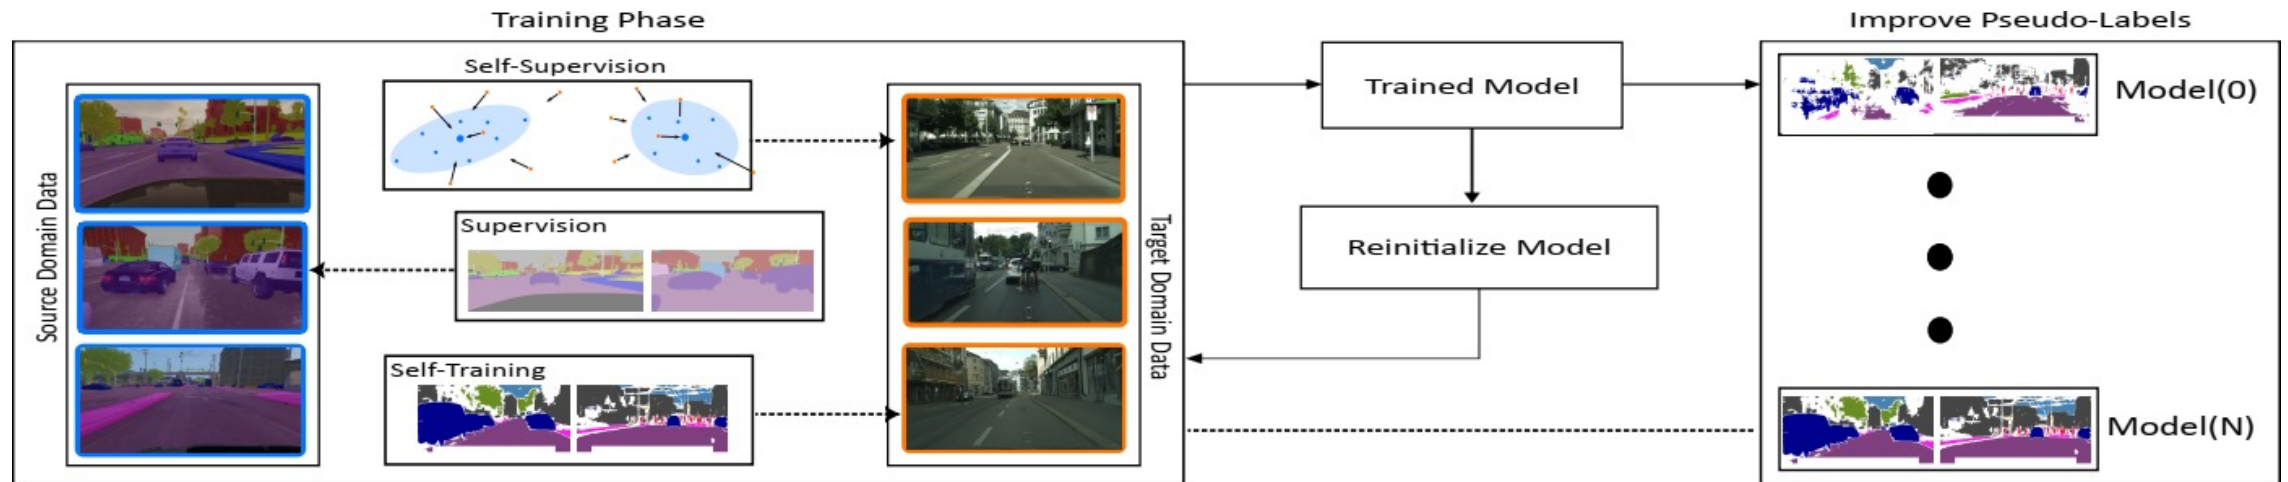 Training Phase
Improve Pseudo-Labels
Self-Supervision
Source Domain Data
Supervision
Self-Training
Target Domain Data
Trained Model
Reinitialize Model
Model(0)
Model(N)